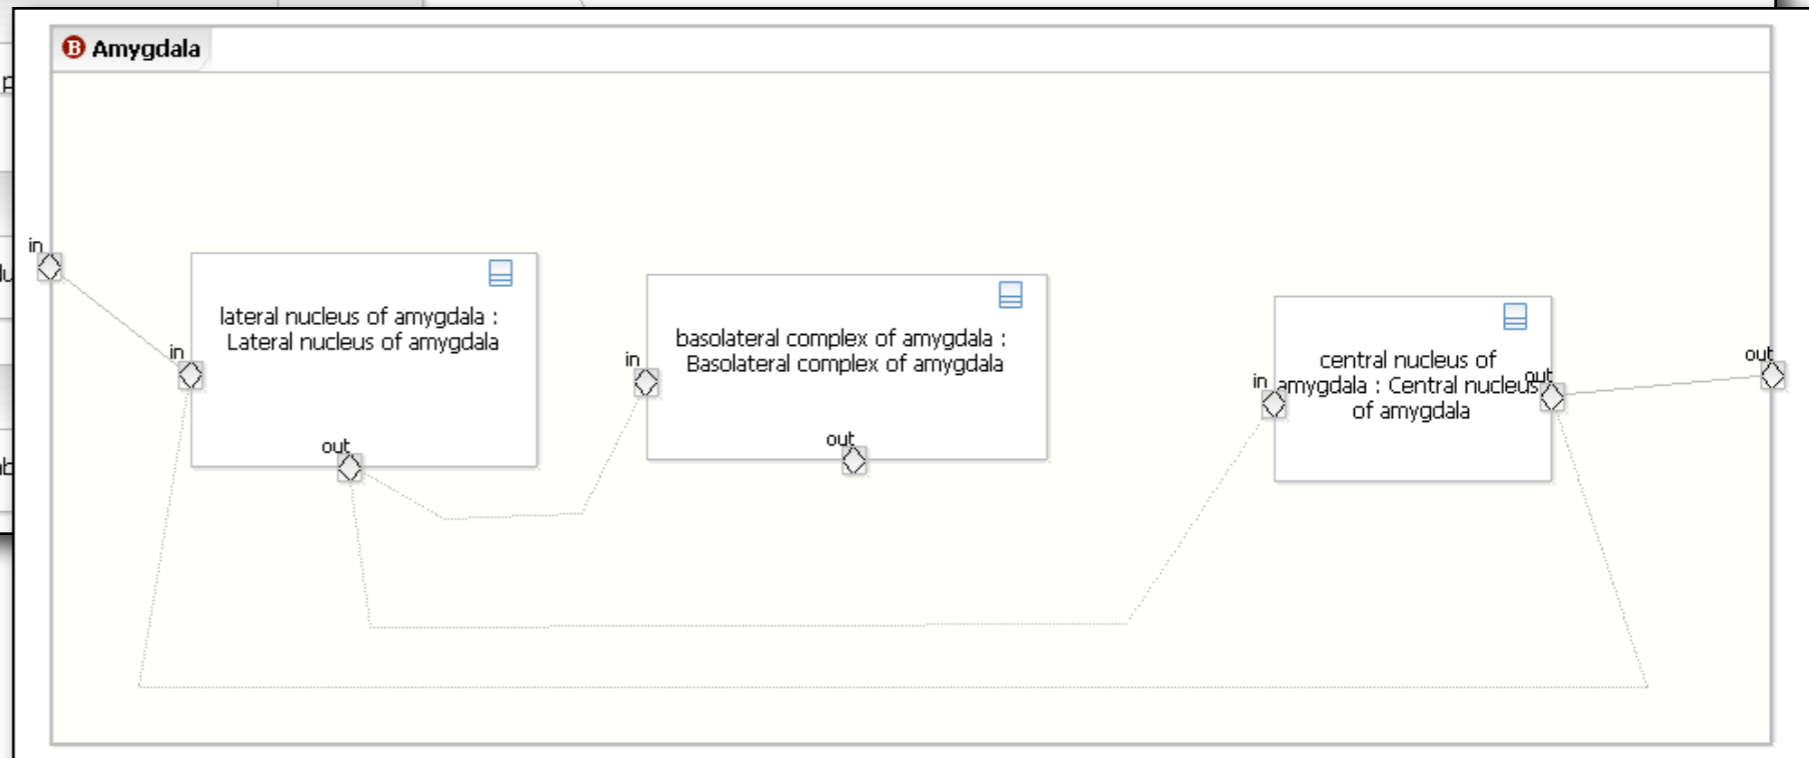 B Amygdala
in
lateral nucleus of amygdala :
Lateral nucleus of amygdala
in
out
basolateral complex of amygdala :
Basolateral complex of amygdala
in
out
central nucleus of
amygdala : Central nucleus
of amygdala
in
out
out